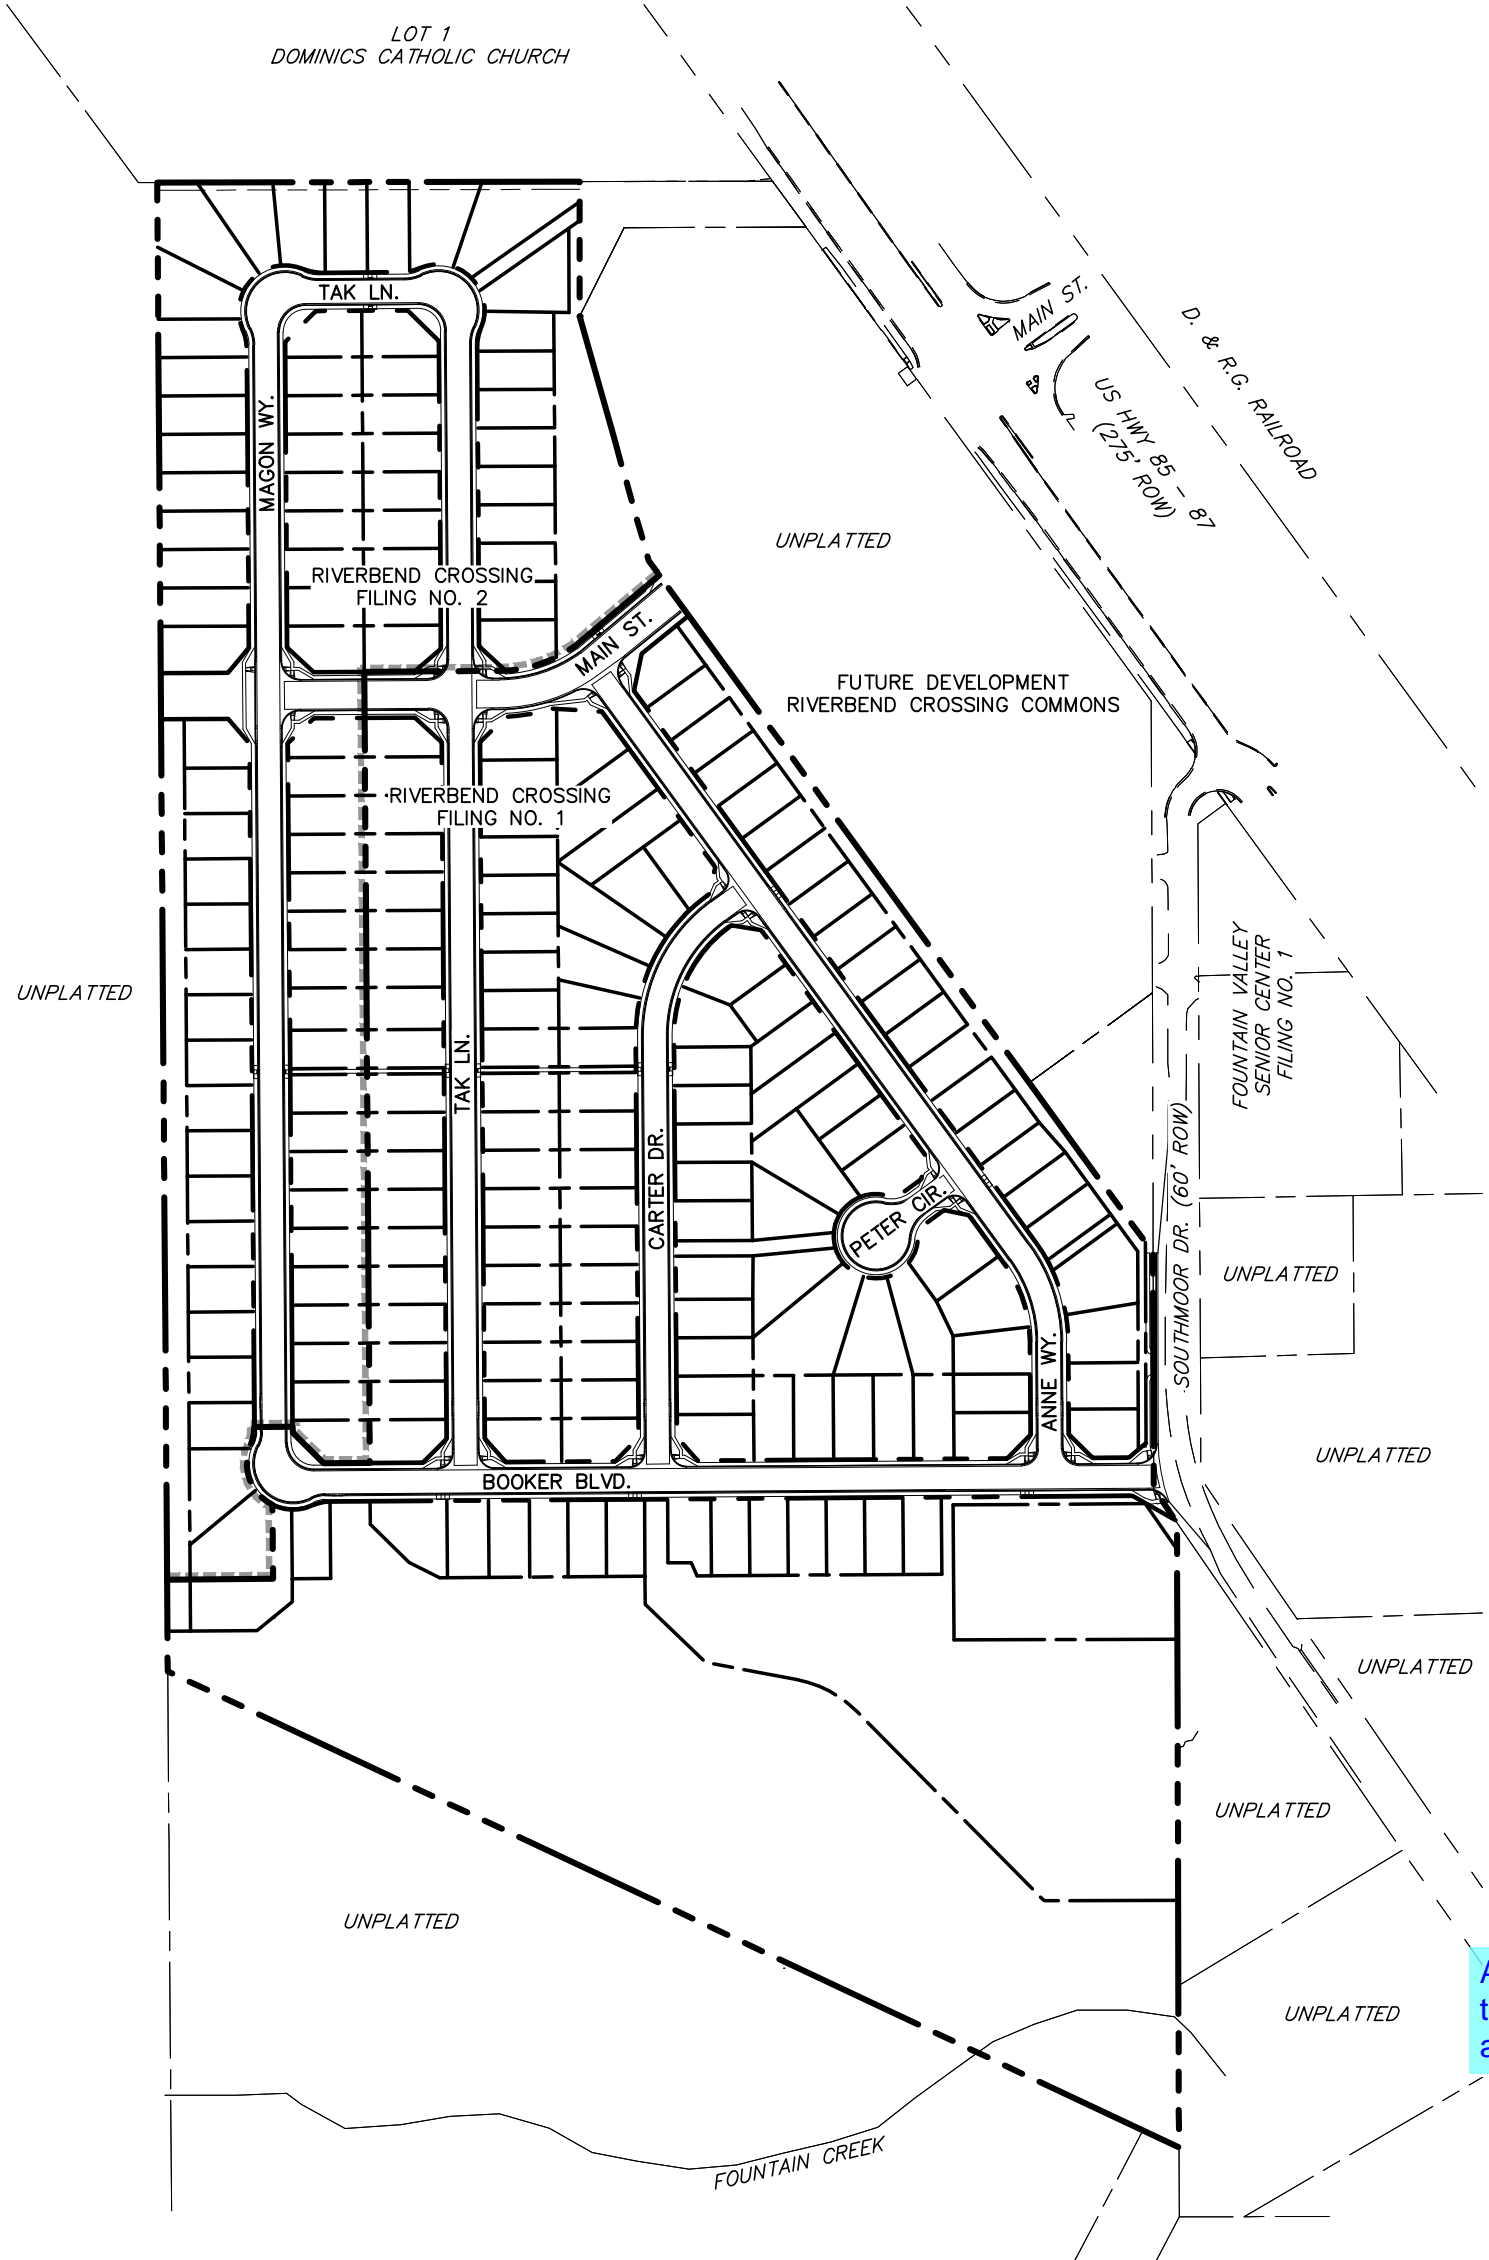 LOT 1
DOMINICS CATHOLIC CHURCH
TAK LN.
MAIN ST.
D. & R.G. RAILROAD
US HWY 85 - 87
(275' ROW)
MAGON WY.
UNPLATTED
RIVERBEND CROSSING
FILING NO. 2
MAIN ST.
FUTURE DEVELOPMENT
RIVERBEND CROSSING COMMONS
RIVERBEND CROSSING
FILING NO. 1
UNPLATTED
FOUNTAIN VALLEY
SENIOR CENTER
FILING NO. 1
TAK LN.
CARTER DR.
PETER CIR.
SOUTHMOOR DR. (60' ROW)
UNPLATTED
ANNE WY.
UNPLATTED
BOOKER BLVD.
UNPLATTED
UNPLATTED
UNPLATTED
UNPLATTED
FOUNTAIN CREEK